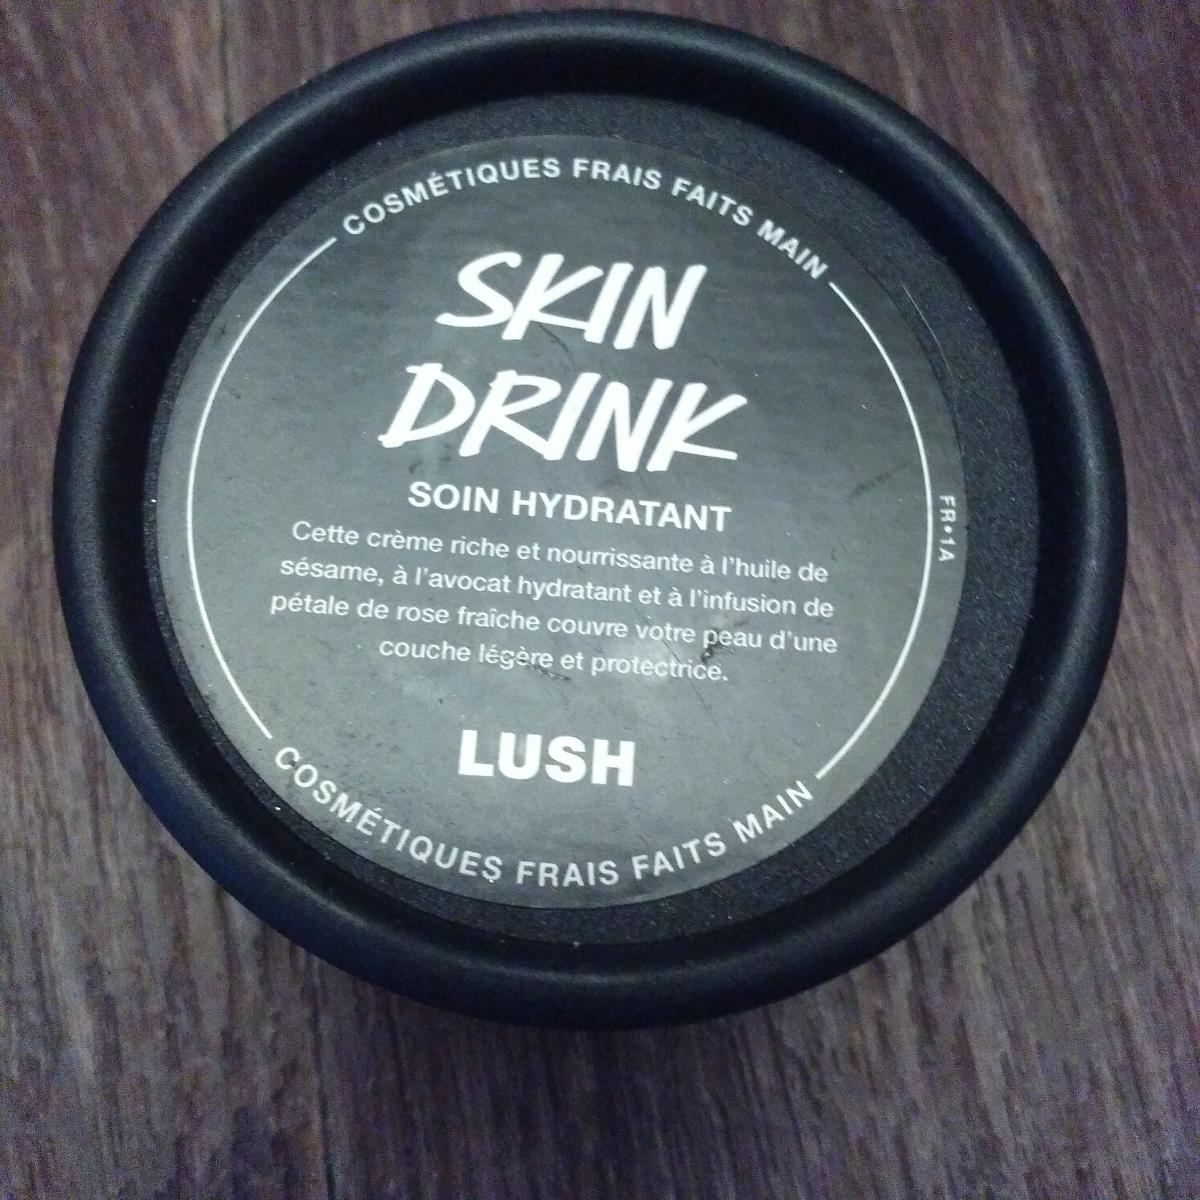 COSMÉTIQUES FRAIS FAITS MAIN
SKIN
DRINK
SOIN HYDRATANT
Cette crème riche et nourrissante à l'huile de
sésame, à l'avocat hydratant et à l'infusion de
pétale de rose fraîche couvre votre peau d'une
couche légère et protectrice.
LUSH
COSMÉTIQUES FRAIS FAITS MAIN
FR•1A